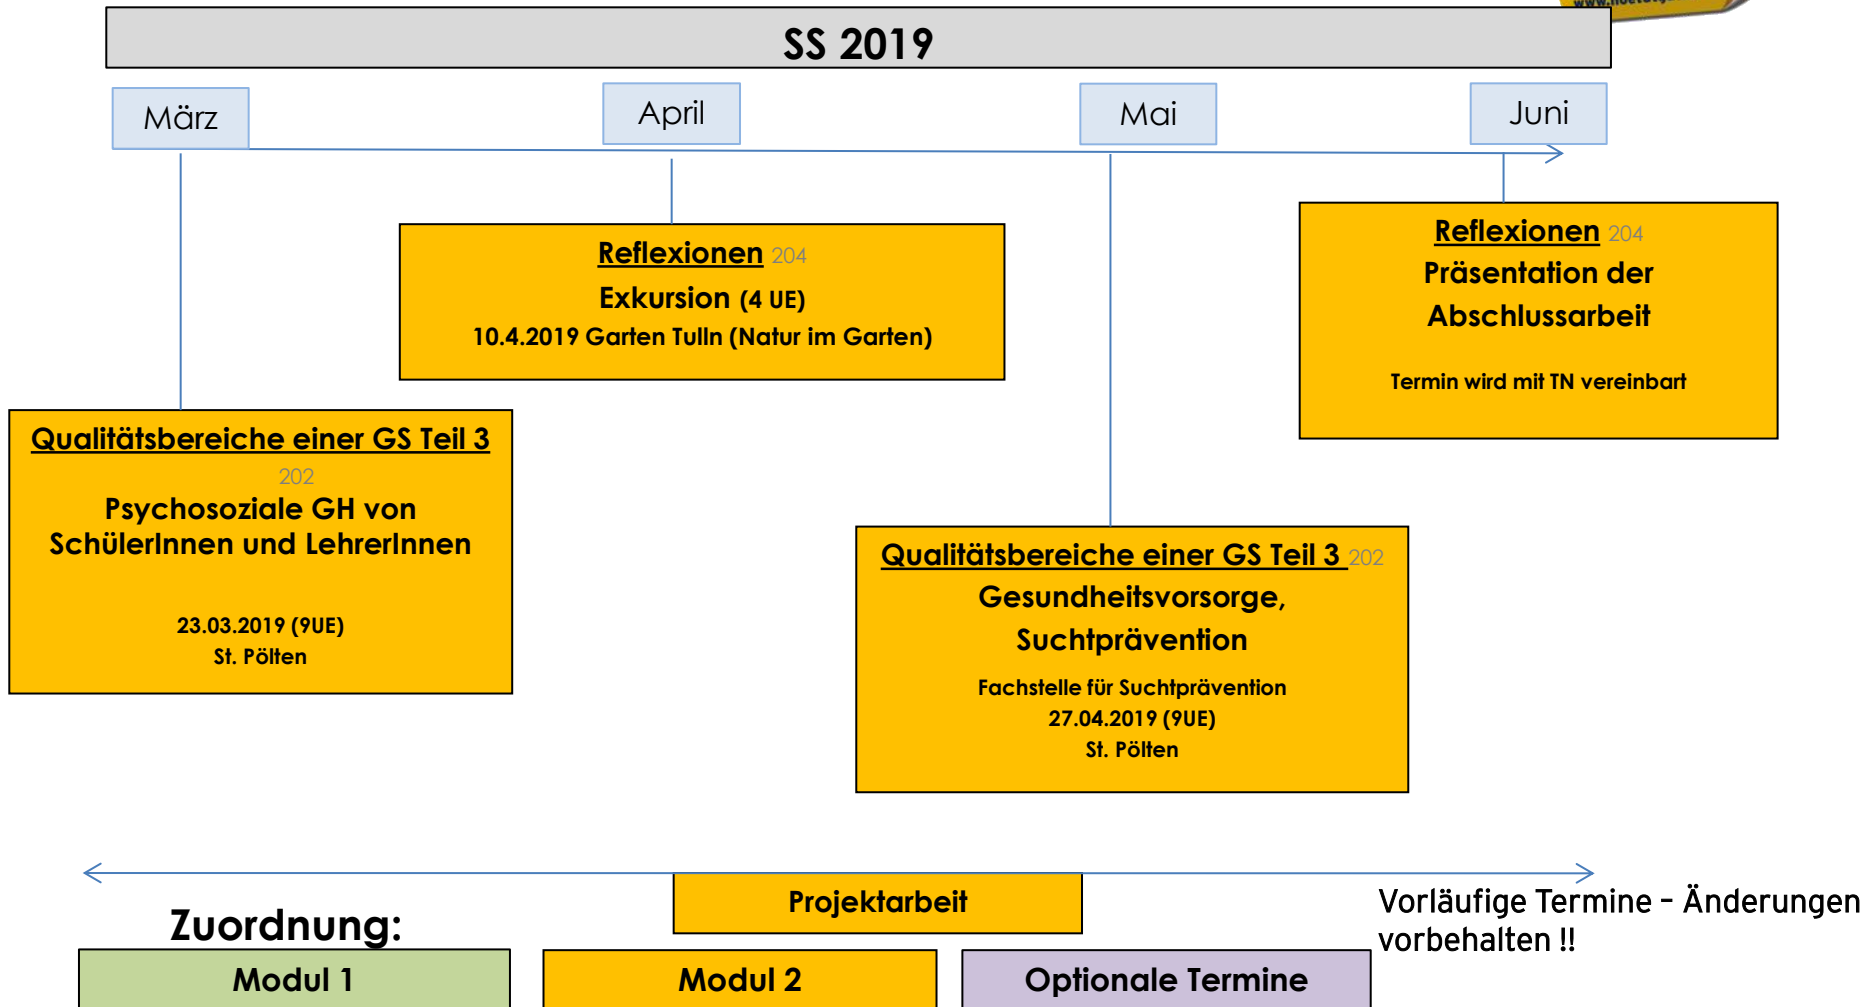 SS 2019
März
April
Mai
Juni
Reflexionen 204
Exkursion (4 UE)
10.4.2019 Garten Tulln (Natur im Garten)
Reflexionen 204
Präsentation der
Abschlussarbeit
Termin wird mit TN vereinbart
Qualitätsbereiche einer GS Teil 3
202
Psychosoziale GH von
SchülerInnen und LehrerInnen
23.03.2019 (9UE)
St. Pölten
Qualitätsbereiche einer GS Teil 3 202
Gesundheitsvorsorge,
Suchtprävention
Fachstelle für Suchtprävention
27.04.2019 (9UE)
St. Pölten
Projektarbeit
Vorläufige Termine – Änderungen
vorbehalten !!
Zuordnung:
Modul 1
Modul 2
Optionale Termine